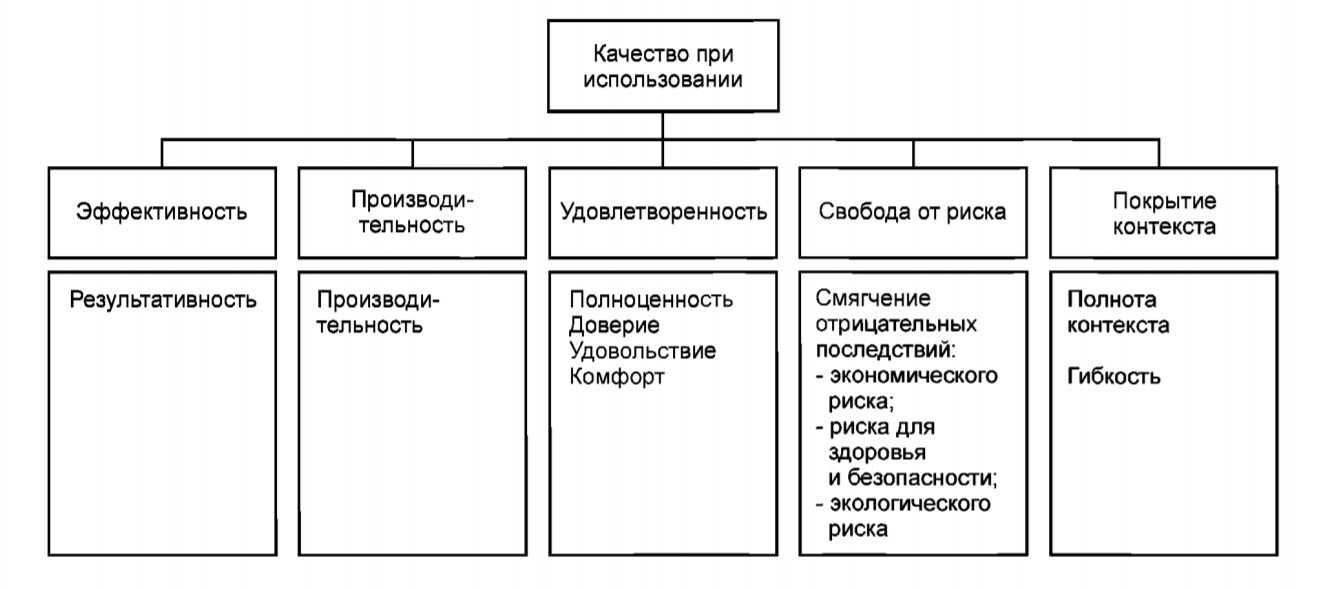 Качество при
использовании
Эффективность
Производи-
тельность
Удовлетворенность
Свобода от риска
Покрытие
контекста
Результативность
Производи-
тельность
Полноценность
Доверие
Удовольствие
Комфорт
Смягчение
отрицательных
последствий:
- экономического
риска;
- риска для
здоровья
и безопасности;
- экологического
риска
Полнота
контекста
Гибкость